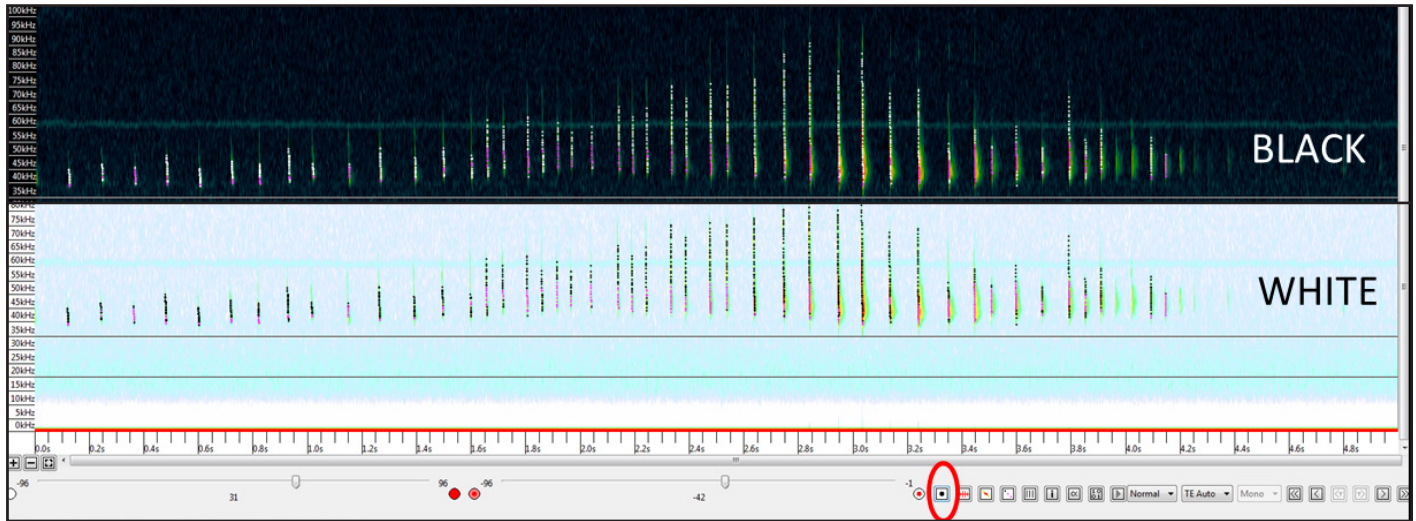 100kHz
95kHz
90kHz
85kHz
80kHz
75kHz
70kHz
65kHz
60kHz
55kHz
50kHz
45kHz
40kHz
35kHz
BLACK
80kHz
75kHz
70kHz
65kHz
60kHz
55kHz
50kHz
45kHz
40kHz
35kHz
30kHz
25kHz
20kHz
15kHz
10kHz
5kHz
0kHz
WHITE
0.0s 0.2s 0.4s 0.6s 0.8s 1.0s 1.2s 1.4s 1.6s 1.8s 2.0s 2.2s 2.4s 2.6s 2.8s 3.0s 3.2s 3.4s 3.6s 3.8s 4.0s 4.2s 4.4s 4.6s 4.8s
-96 31 96 -96 -42 -1
Normal TE Auto Mono